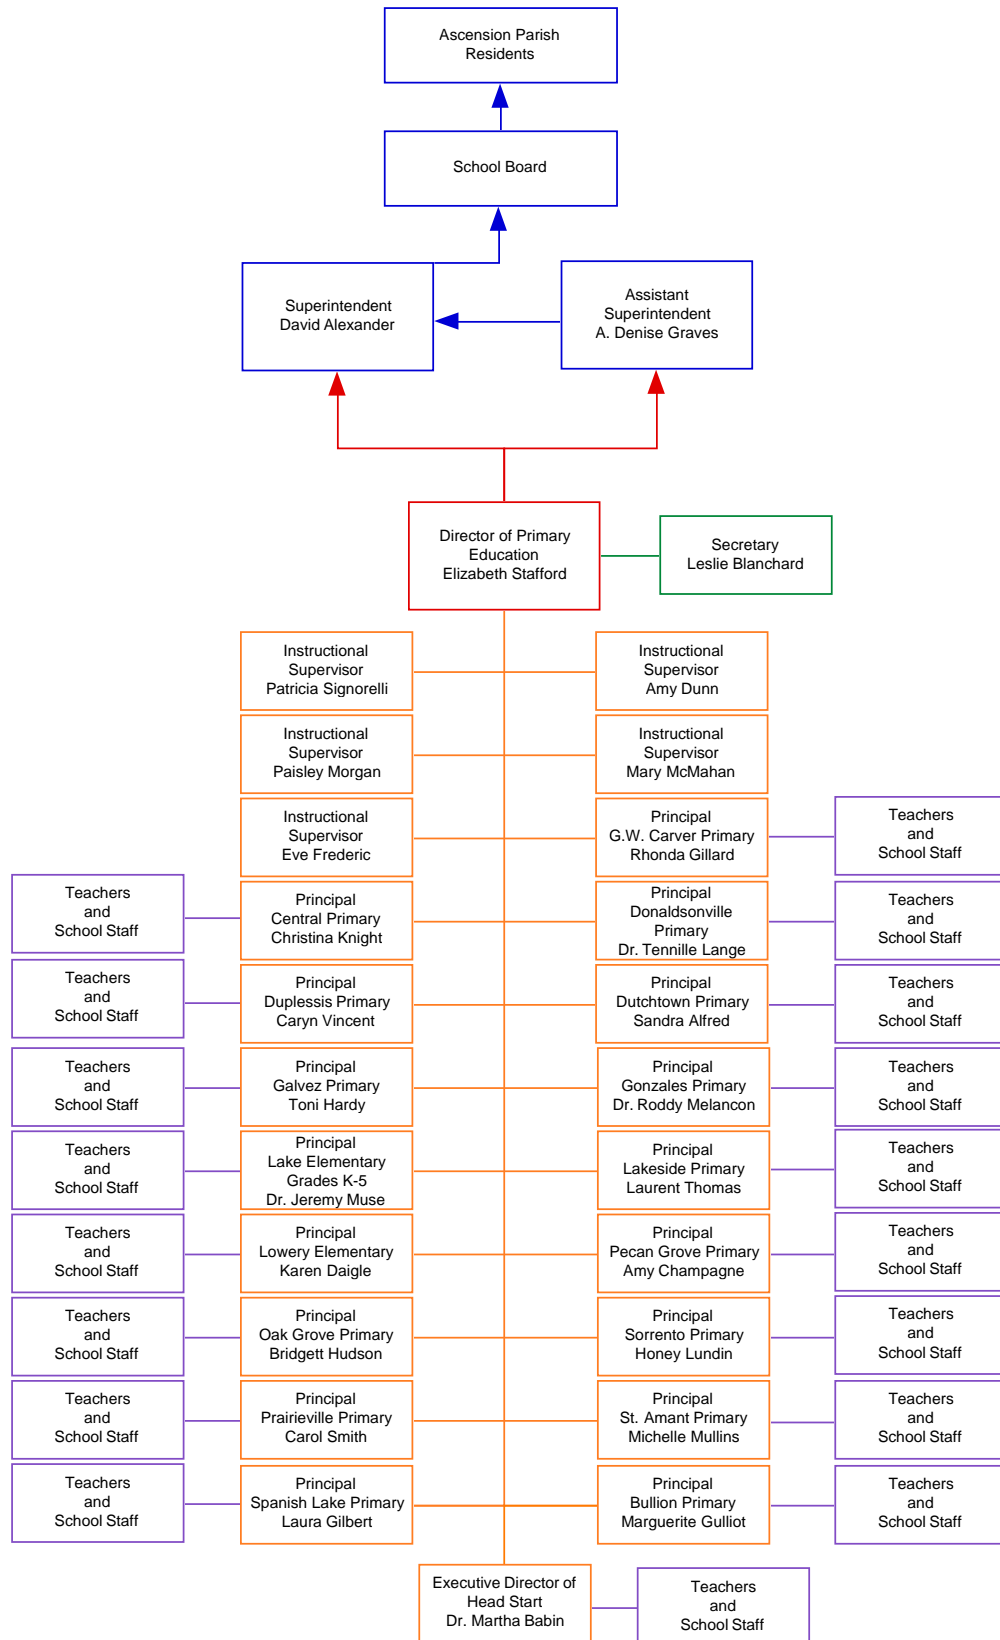 Ascension Parish
Residents
School Board
Superintendent
David Alexander
Assistant
Superintendent
A. Denise Graves
Director of Primary
Education
Elizabeth Stafford
Secretary
Leslie Blanchard
Instructional
Supervisor
Patricia Signorelli
Instructional
Supervisor
Amy Dunn
Instructional
Supervisor
Paisley Morgan
Instructional
Supervisor
Mary McMahan
Instructional
Supervisor
Eve Frederic
Principal
G.W. Carver Primary
Rhonda Gillard
Teachers
and
School Staff
Teachers
and
School Staff
Principal
Central Primary
Christina Knight
Principal
Donaldsonville
Primary
Dr. Tennille Lange
Teachers
and
School Staff
Teachers
and
School Staff
Principal
Duplessis Primary
Caryn Vincent
Principal
Dutchtown Primary
Sandra Alfred
Teachers
and
School Staff
Teachers
and
School Staff
Principal
Galvez Primary
Toni Hardy
Principal
Gonzales Primary
Dr. Roddy Melancon
Teachers
and
School Staff
Teachers
and
School Staff
Principal
Lake Elementary
Grades K-5
Dr. Jeremy Muse
Principal
Lakeside Primary
Laurent Thomas
Teachers
and
School Staff
Teachers
and
School Staff
Principal
Lowery Elementary
Karen Daigle
Principal
Pecan Grove Primary
Amy Champagne
Teachers
and
School Staff
Teachers
and
School Staff
Principal
Oak Grove Primary
Bridgett Hudson
Principal
Sorrento Primary
Honey Lundin
Teachers
and
School Staff
Teachers
and
School Staff
Principal
Prairieville Primary
Carol Smith
Principal
St. Amant Primary
Michelle Mullins
Teachers
and
School Staff
Teachers
and
School Staff
Principal
Spanish Lake Primary
Laura Gilbert
Principal
Bullion Primary
Marguerite Gulliot
Teachers
and
School Staff
Executive Director of
Head Start
Dr. Martha Babin
Teachers
and
School Staff